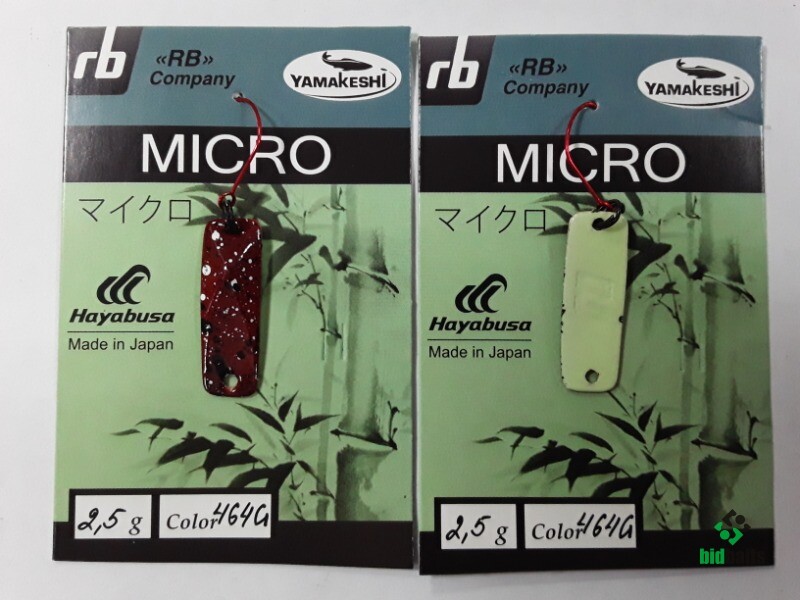 rb
«RB»
Company
YAMAKESHI
MICRO
マイクロ
Hayabusa
Made in Japan
2,5 g
Color 464G
rb
«RB»
Company
YAMAKESHI
MICRO
マイクロ
Hayabusa
Made in Japan
2,5 g
Color 464G